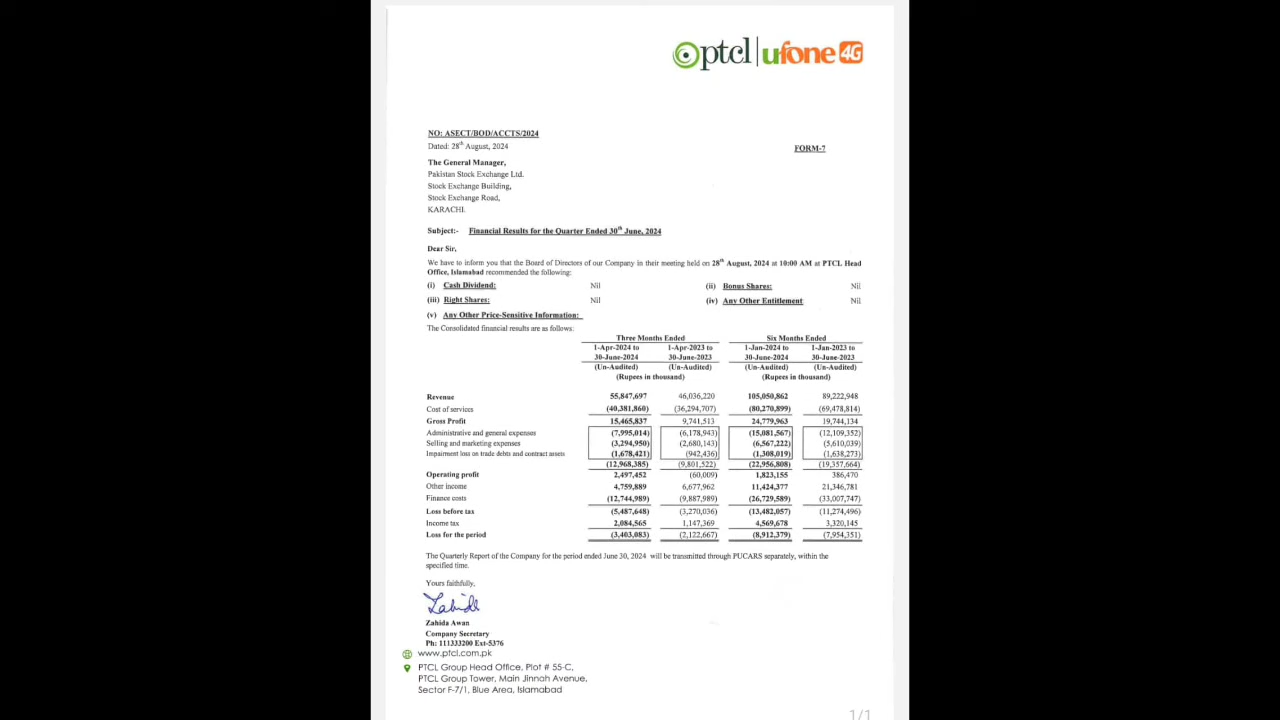 ptcl ufone 4G
NO: ASECT/BOD/ACCTS/2024
Dated: 28th August, 2024
FORM-7
The General Manager,
Pakistan Stock Exchange Ltd.
Stock Exchange Building,
Stock Exchange Road,
KARACHI.
Subject:- Financial Results for the Quarter Ended 30th June, 2024
Dear Sir,
We have to inform you that the Board of Directors of our Company in their meeting held on 28th August, 2024 at 10:00 AM at PTCL Head
Office, Islamabad recommended the following:
(i) Cash Dividend: Nil (ii) Bonus Shares: Nil
(iii) Right Shares: Nil (iv) Any Other Entitlement Nil
(v) Any Other Price-Sensitive Information:
The Consolidated financial results are as follows:
Three Months Ended Six Months Ended
1-Apr-2024 to 1-Apr-2023 to 1-Jan-2024 to 1-Jan-2023 to
30-June-2024 30-June-2023 30-June-2024 30-June-2023
(Un-Audited) (Un-Audited) (Un-Audited) (Un-Audited)
(Rupees in thousand) (Rupees in thousand)
Revenue 55,847,697 46,036,220 105,050,862 89,222,948
Cost of services (40,381,860) (36,294,707) (80,270,899) (69,478,814)
Gross Profit 15,465,837 9,741,513 24,779,963 19,744,134
Administrative and general expenses (7,995,014) (6,178,943) (15,081,567) (12,109,352)
Selling and marketing expenses (3,294,950) (2,680,143) (6,567,222) (5,610,039)
Impairment loss on trade debts and contract assets (1,678,421) (942,436) (1,308,019) (1,638,273)
(12,968,385) (9,801,522) (22,956,808) (19,357,664)
Operating profit 2,497,452 (60,009) 1,823,155 386,470
Other income 4,759,889 6,677,962 11,424,377 21,346,781
Finance costs (12,744,989) (9,887,989) (26,729,589) (33,007,747)
Loss before tax (5,487,648) (3,270,036) (13,482,057) (11,274,496)
Income tax 2,084,565 1,147,369 4,569,678 3,320,145
Loss for the period (3,403,083) (2,122,667) (8,912,379) (7,954,351)
The Quarterly Report of the Company for the period ended June 30, 2024 will be transmitted through PUCARS separately, within the
specified time.
Yours faithfully,
Zahida Awan
Company Secretary
Ph: 111333200 Ext-5376
www.ptcl.com.pk
PTCL Group Head Office, Plot # 55-C,
PTCL Group Tower, Main Jinnah Avenue,
Sector F-7/1, Blue Area, Islamabad
1/1